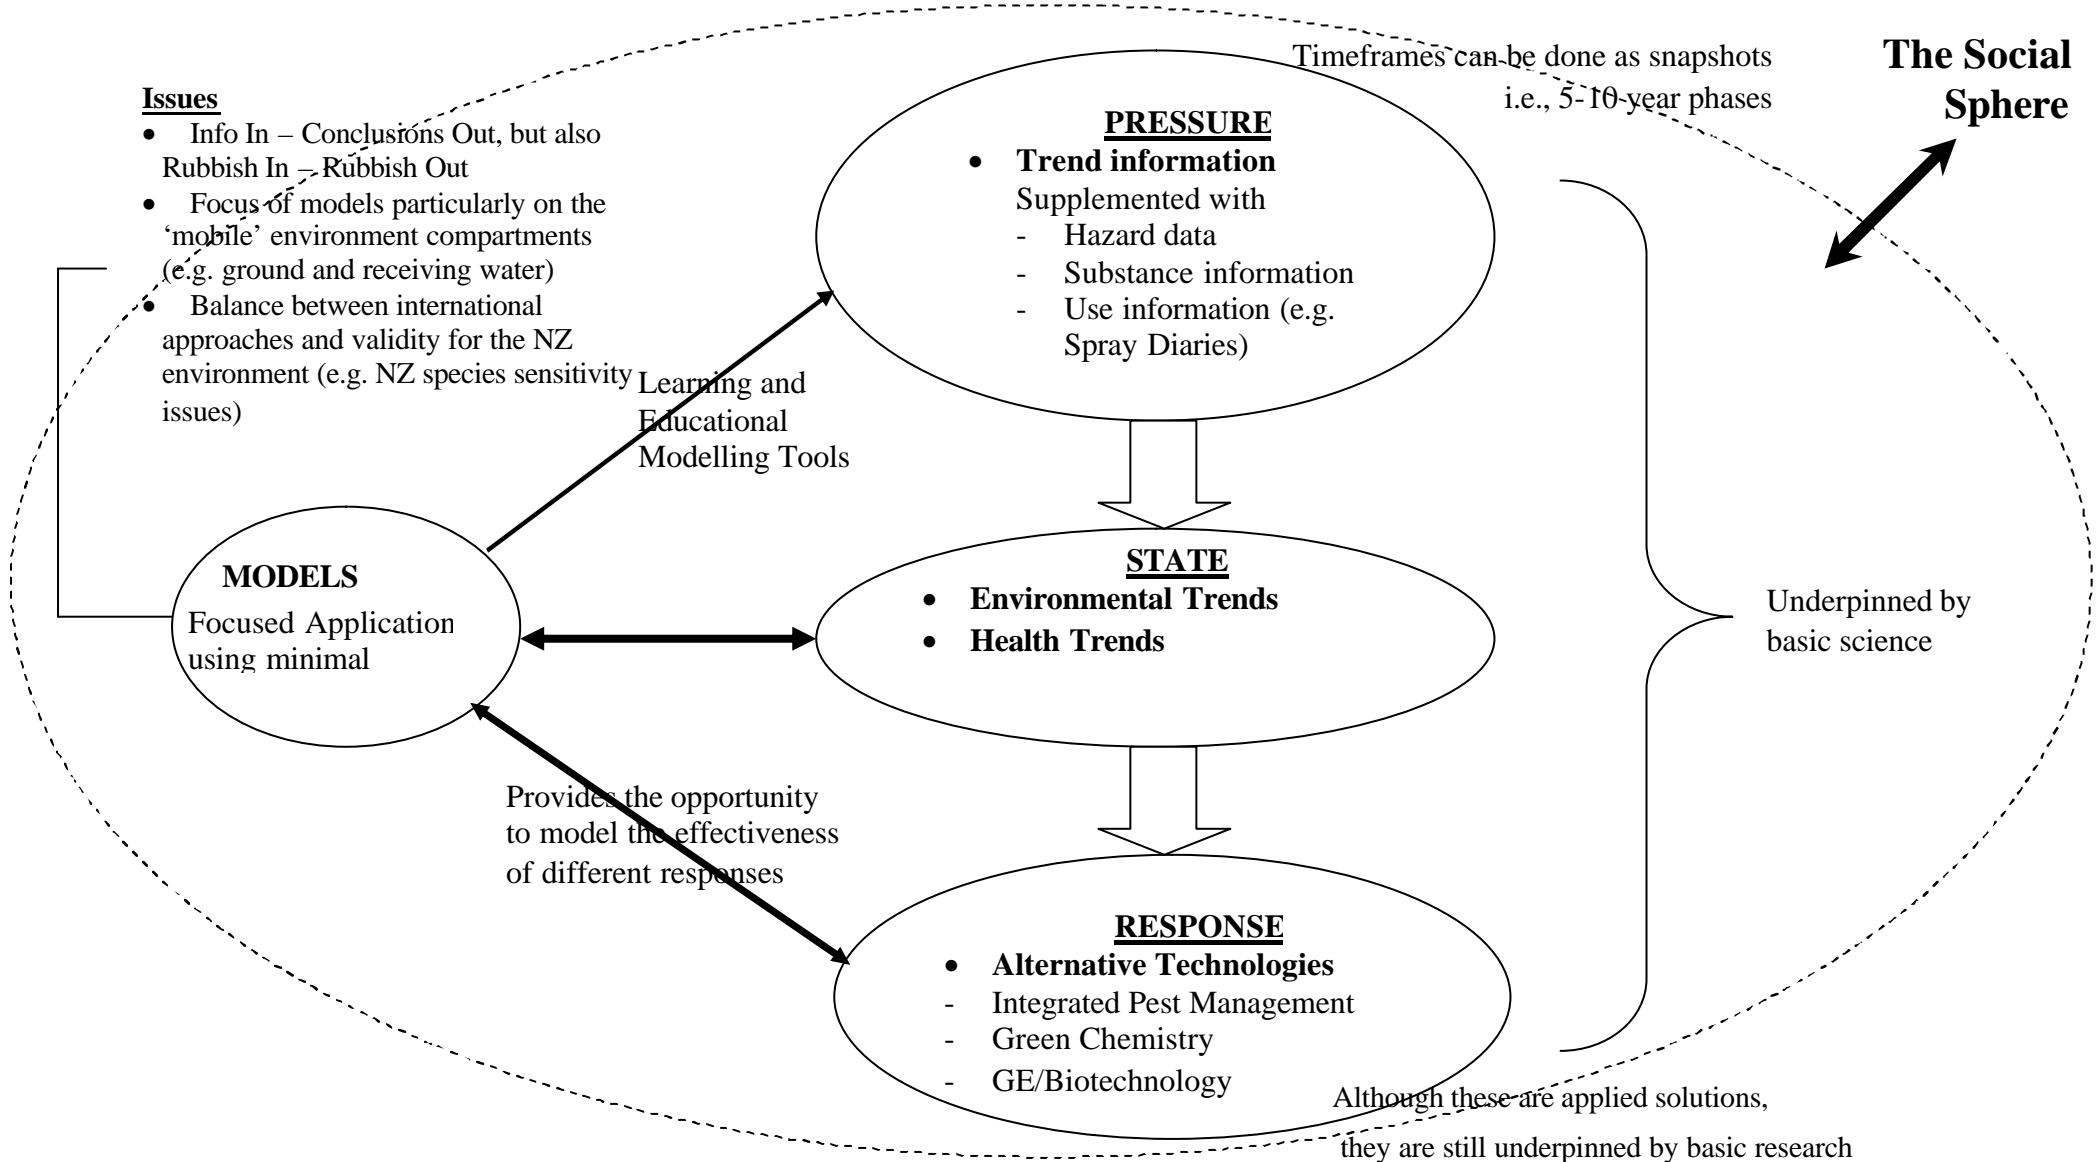 Timeframes can be done as snapshots
i.e., 5-10 year phases
The Social
Sphere
Issues
• Info In – Conclusions Out, but also
Rubbish In – Rubbish Out
• Focus of models particularly on the
‘mobile’ environment compartments
(e.g. ground and receiving water)
• Balance between international
approaches and validity for the NZ
environment (e.g. NZ species sensitivity
issues)
PRESSURE
• Trend information
Supplemented with
- Hazard data
- Substance information
- Use information (e.g.
Spray Diaries)
Learning and
Educational
Modelling Tools
MODELS
Focused Application
using minimal
STATE
• Environmental Trends
• Health Trends
Underpinned by
basic science
Provides the opportunity
to model the effectiveness
of different responses
RESPONSE
• Alternative Technologies
- Integrated Pest Management
- Green Chemistry
- GE/Biotechnology
Although these are applied solutions,
they are still underpinned by basic research